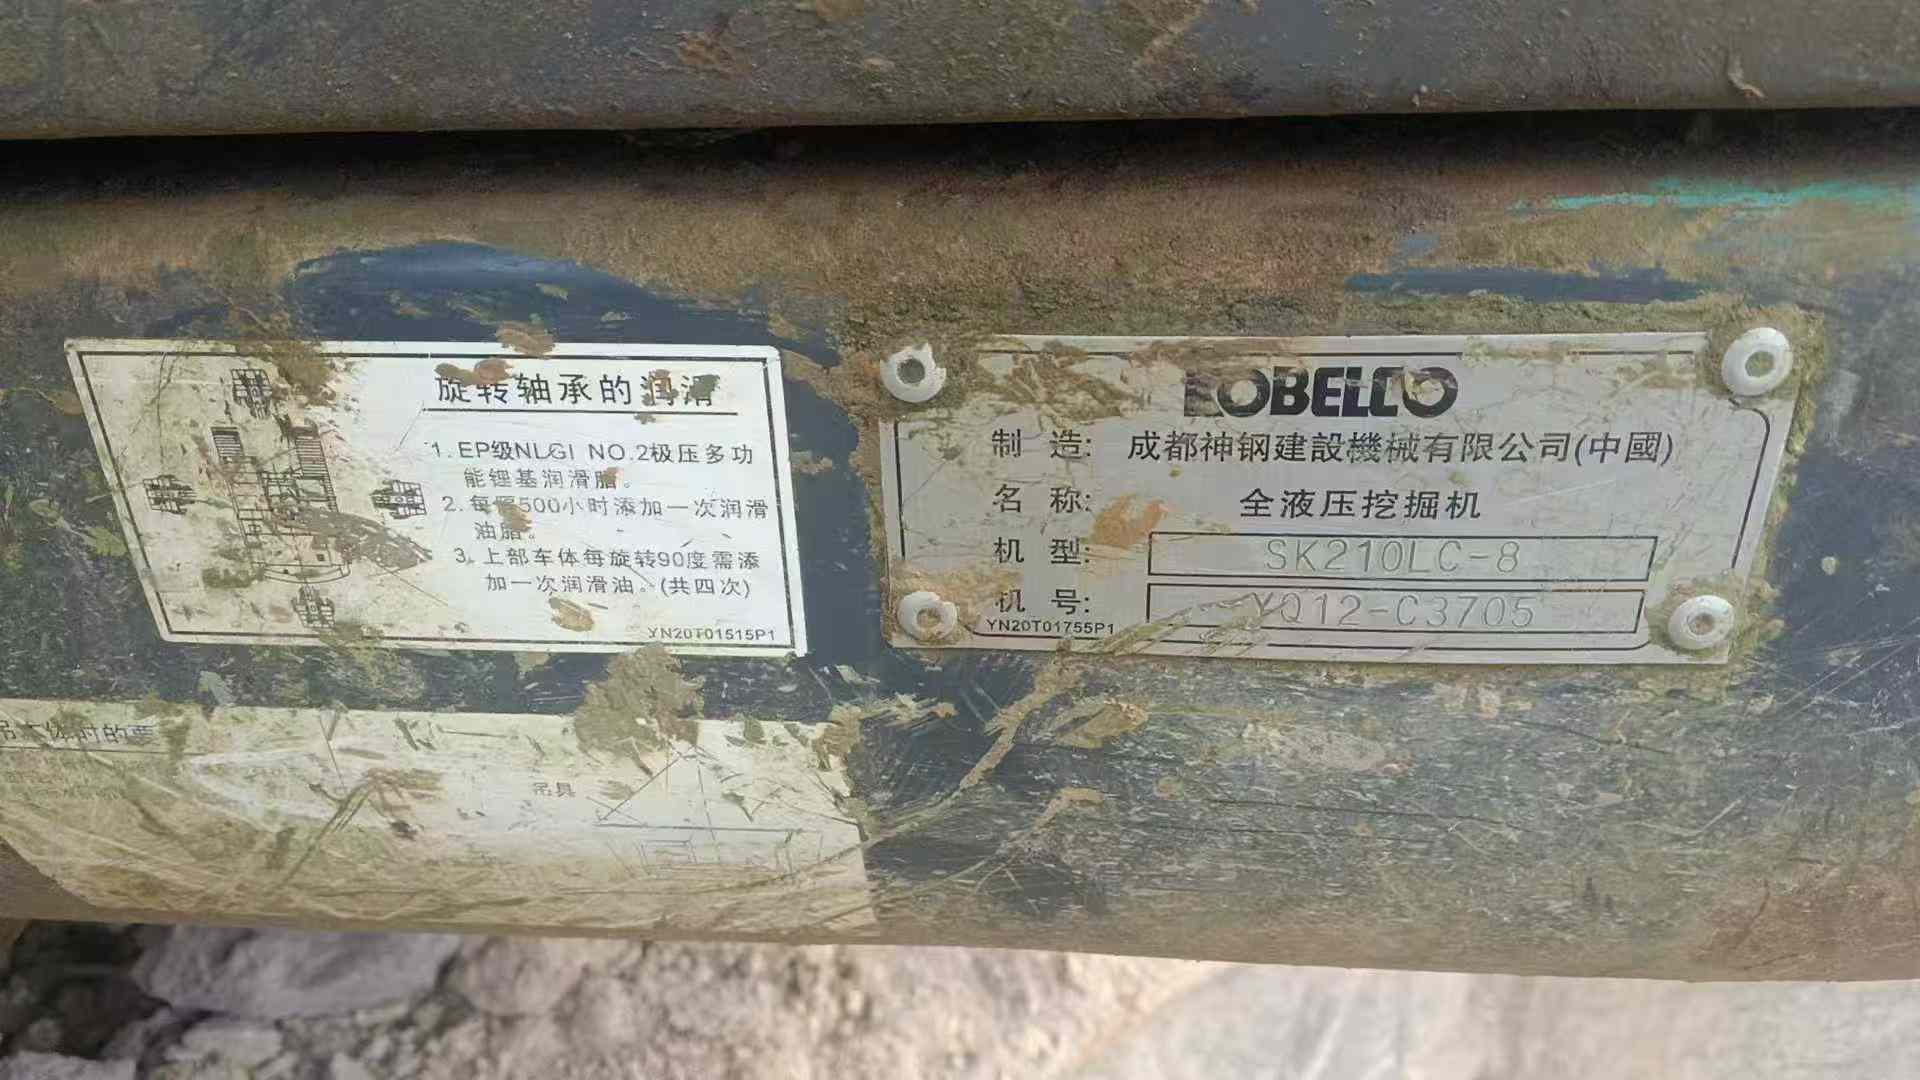 旋转轴承的润滑
1. EP级NLGI NO.2极压多功
能锂基润滑脂。
2. 每隔500小时添加一次润滑
油脂。
3. 上部车体每旋转90度需添
加一次润滑油。(共四次)
YN20T01515P1
KOBELCO
制 造: 成都神钢建設機械有限公司(中國)
名 称: 全液压挖掘机
机 型: SK210LC-8
机 号: YQ12-C3705
YN20T01755P1
吊具